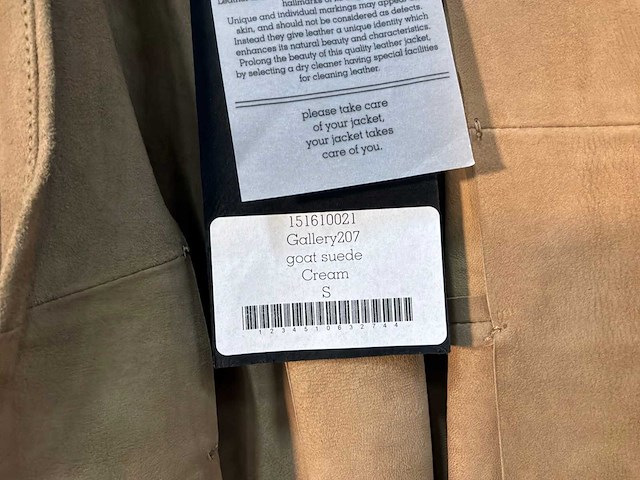 hallmarks of
Unique and individual markings may appear
skin, and should not be considered as defects.
Instead they give leather a unique identity which
enhances its natural beauty and characteristics.
Prolong the beauty of this quality leather jacket,
by selecting a dry cleaner having special facilities
for cleaning leather.
please take care
of your jacket,
your jacket takes
care of you.
151610021
Gallery207
goat suede
Cream
S
1234510632744